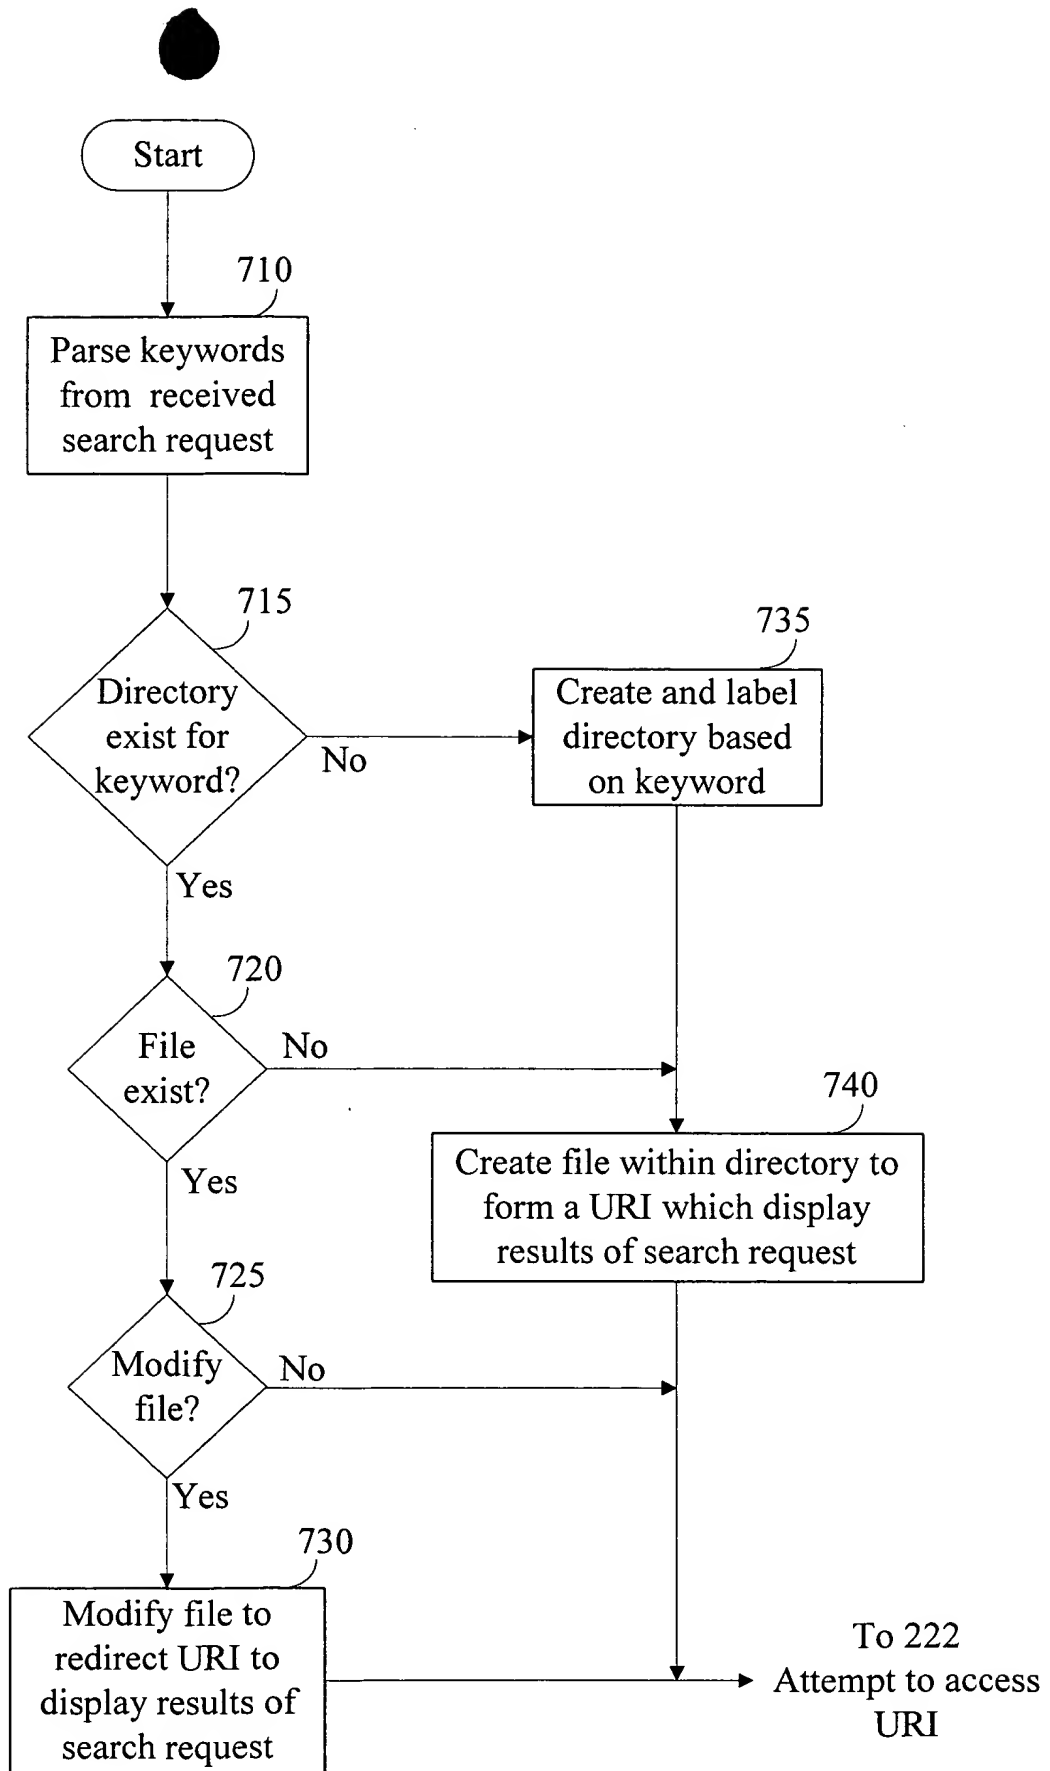 Start
710
Parse keywords
from received
search request
715
Directory
exist for
keyword?
No
Yes
735
Create and label
directory based
on keyword
720
File
exist?
No
Yes
740
Create file within directory to
form a URI which display
results of search request
725
Modify
file?
No
Yes
730
Modify file to
redirect URI to
display results of
search request
To 222
Attempt to access
URI